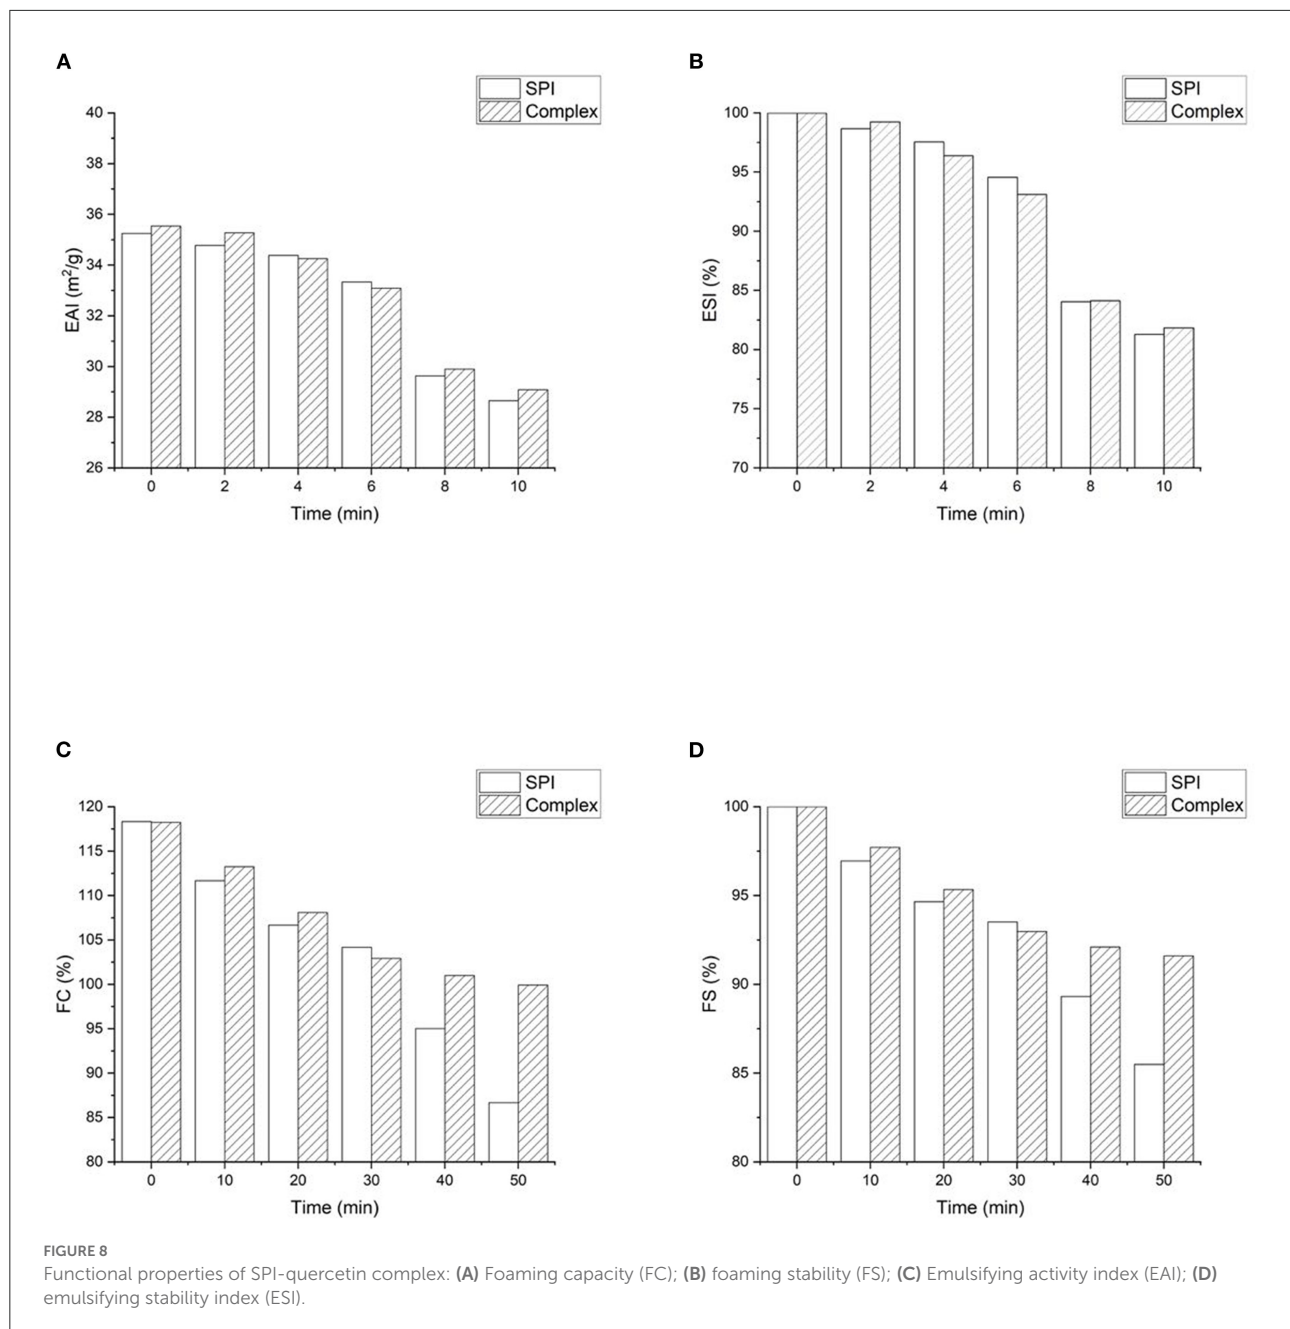 A
SPI
Complex
40
38
36
34
32
30
28
26
EAI (m²/g)
0 2 4 6 8 10
Time (min)
B
SPI
Complex
100
95
90
85
80
75
70
ESI (%)
0 2 4 6 8 10
Time (min)
C
SPI
Complex
120
115
110
105
100
95
90
85
80
FC (%)
0 10 20 30 40 50
Time (min)
D
SPI
Complex
100
95
90
85
80
FS (%)
0 10 20 30 40 50
Time (min)
FIGURE 8
Functional properties of SPI-quercetin complex: (A) Foaming capacity (FC); (B) foaming stability (FS); (C) Emulsifying activity index (EAI); (D)
emulsifying stability index (ESI).